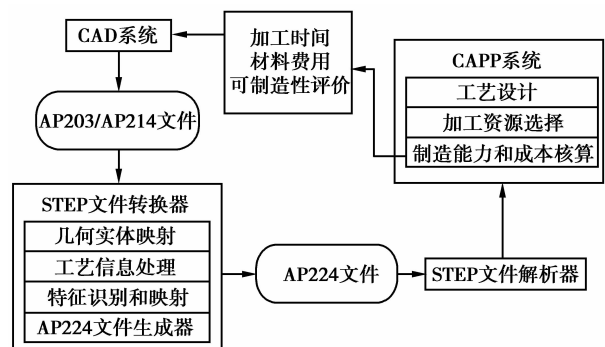 CAD系统
加工时间
材料费用
可制造性评价
CAPP系统
工艺设计
加工资源选择
制造能力和成本核算
AP203/AP214文件
STEP文件转换器
几何实体映射
工艺信息处理
特征识别和映射
AP224文件生成器
AP224文件
STEP文件解析器